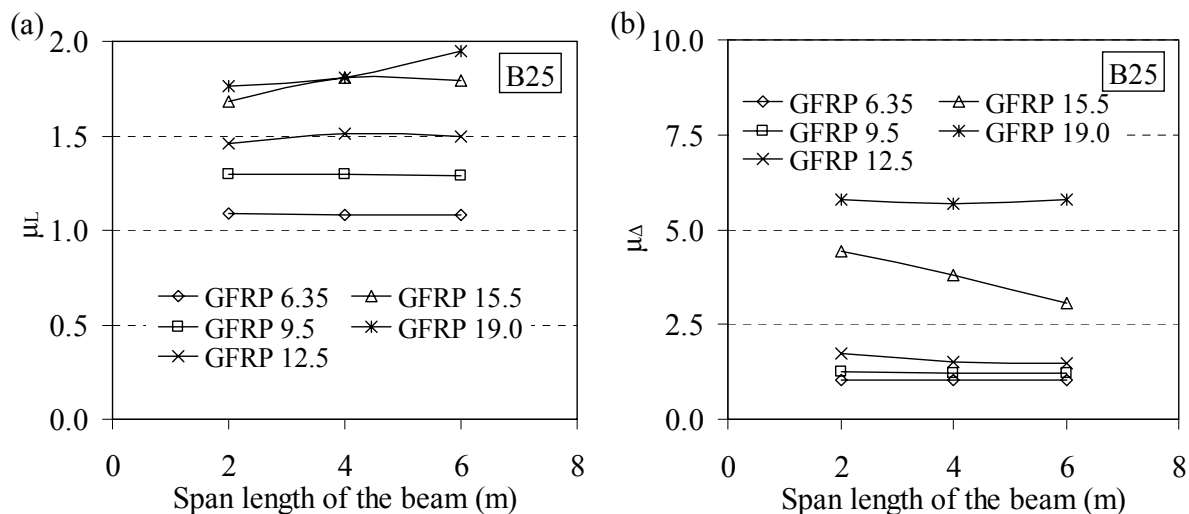 (a)
2.0
1.5
1.0
0.5
0.0
μL
B25
GFRP 6.35
GFRP 15.5
GFRP 9.5
GFRP 19.0
GFRP 12.5
0
2
4
6
8
Span length of the beam (m)
(b)
10.0
7.5
5.0
2.5
0.0
μΔ
B25
GFRP 6.35
GFRP 15.5
GFRP 9.5
GFRP 19.0
GFRP 12.5
0
2
4
6
8
Span length of the beam (m)